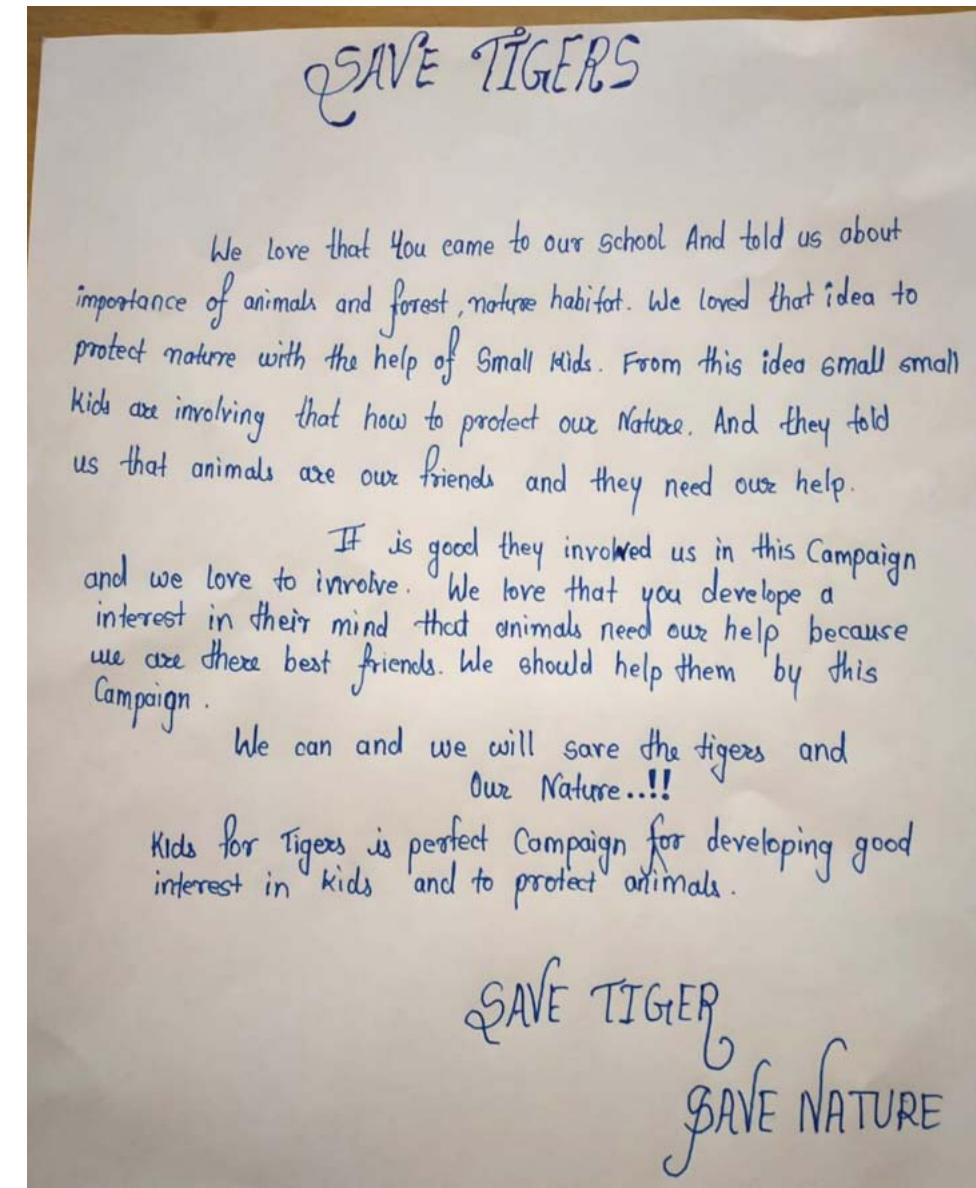 SAVE TIGERS
We love that You came to our school And told us about
importance of animals and forest, nature habitat. We loved that idea to
protect nature with the help of Small kids. From this idea small small
kids are involving that how to protect our Nature. And they told
us that animals are our friends and they need our help.
It is good they involved us in this Campaign
and we love to involve. We love that you develope a
interest in their mind that animals need our help because
we are there best friends. We should help them by this
Campaign.
We can and we will save the tigers and
Our Nature..!!
Kids for Tigers is perfect Campaign for developing good
interest in kids and to protect animals.
SAVE TIGER
SAVE NATURE